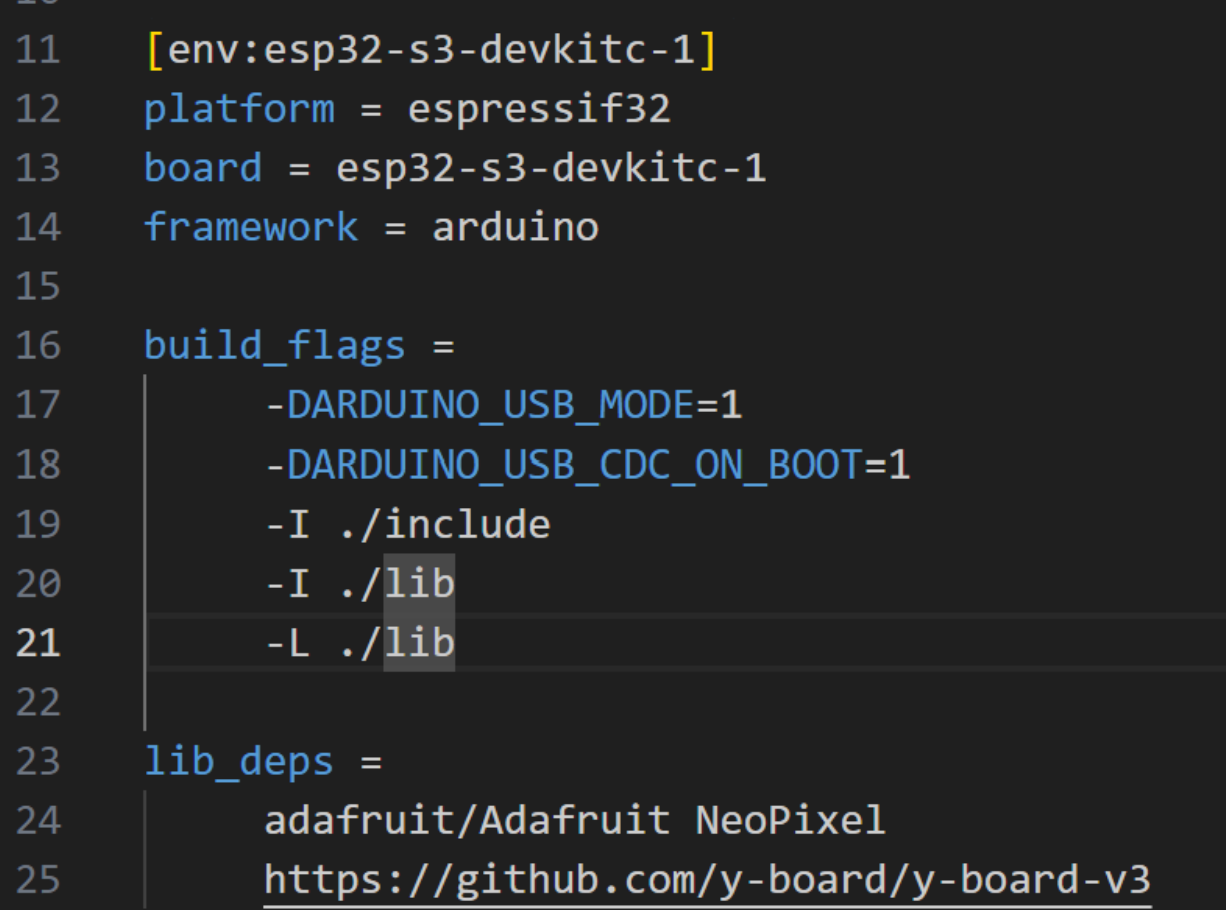 11 [env:esp32-s3-devkitc-1]
12 platform = espressif32
13 board = esp32-s3-devkitc-1
14 framework = arduino
15
16 build_flags =
17 -DARDUINO_USB_MODE=1
18 -DARDUINO_USB_CDC_ON_BOOT=1
19 -I ./include
20 -I ./lib
21 -L ./lib
22
23 lib_deps =
24 adafruit/Adafruit NeoPixel
25 https://github.com/y-board/y-board-v3